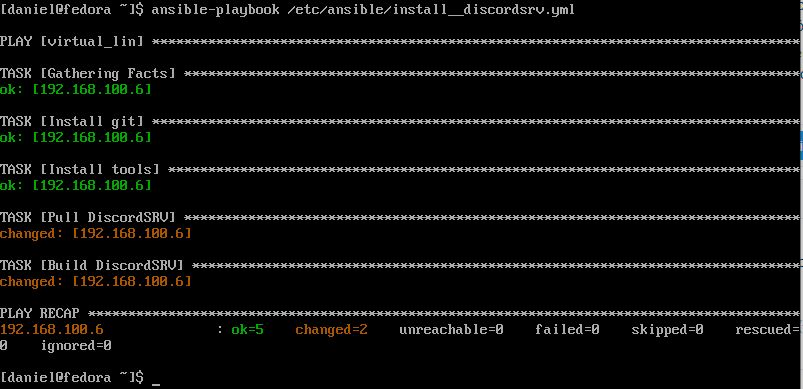 [daniel@fedora ~]$ ansible-playbook /etc/ansible/install__discordsrv.yml
PLAY [virtual_lin] *********************************************************************************
TASK [Gathering Facts] *****************************************************************************
ok: [192.168.100.6]
TASK [Install git] *********************************************************************************
ok: [192.168.100.6]
TASK [Install tools] *******************************************************************************
ok: [192.168.100.6]
TASK [Pull DiscordSRV] *****************************************************************************
changed: [192.168.100.6]
TASK [Build DiscordSRV] ****************************************************************************
changed: [192.168.100.6]
PLAY RECAP *****************************************************************************************
192.168.100.6              : ok=5    changed=2    unreachable=0    failed=0    skipped=0    rescued=
0    ignored=0
[daniel@fedora ~]$ _